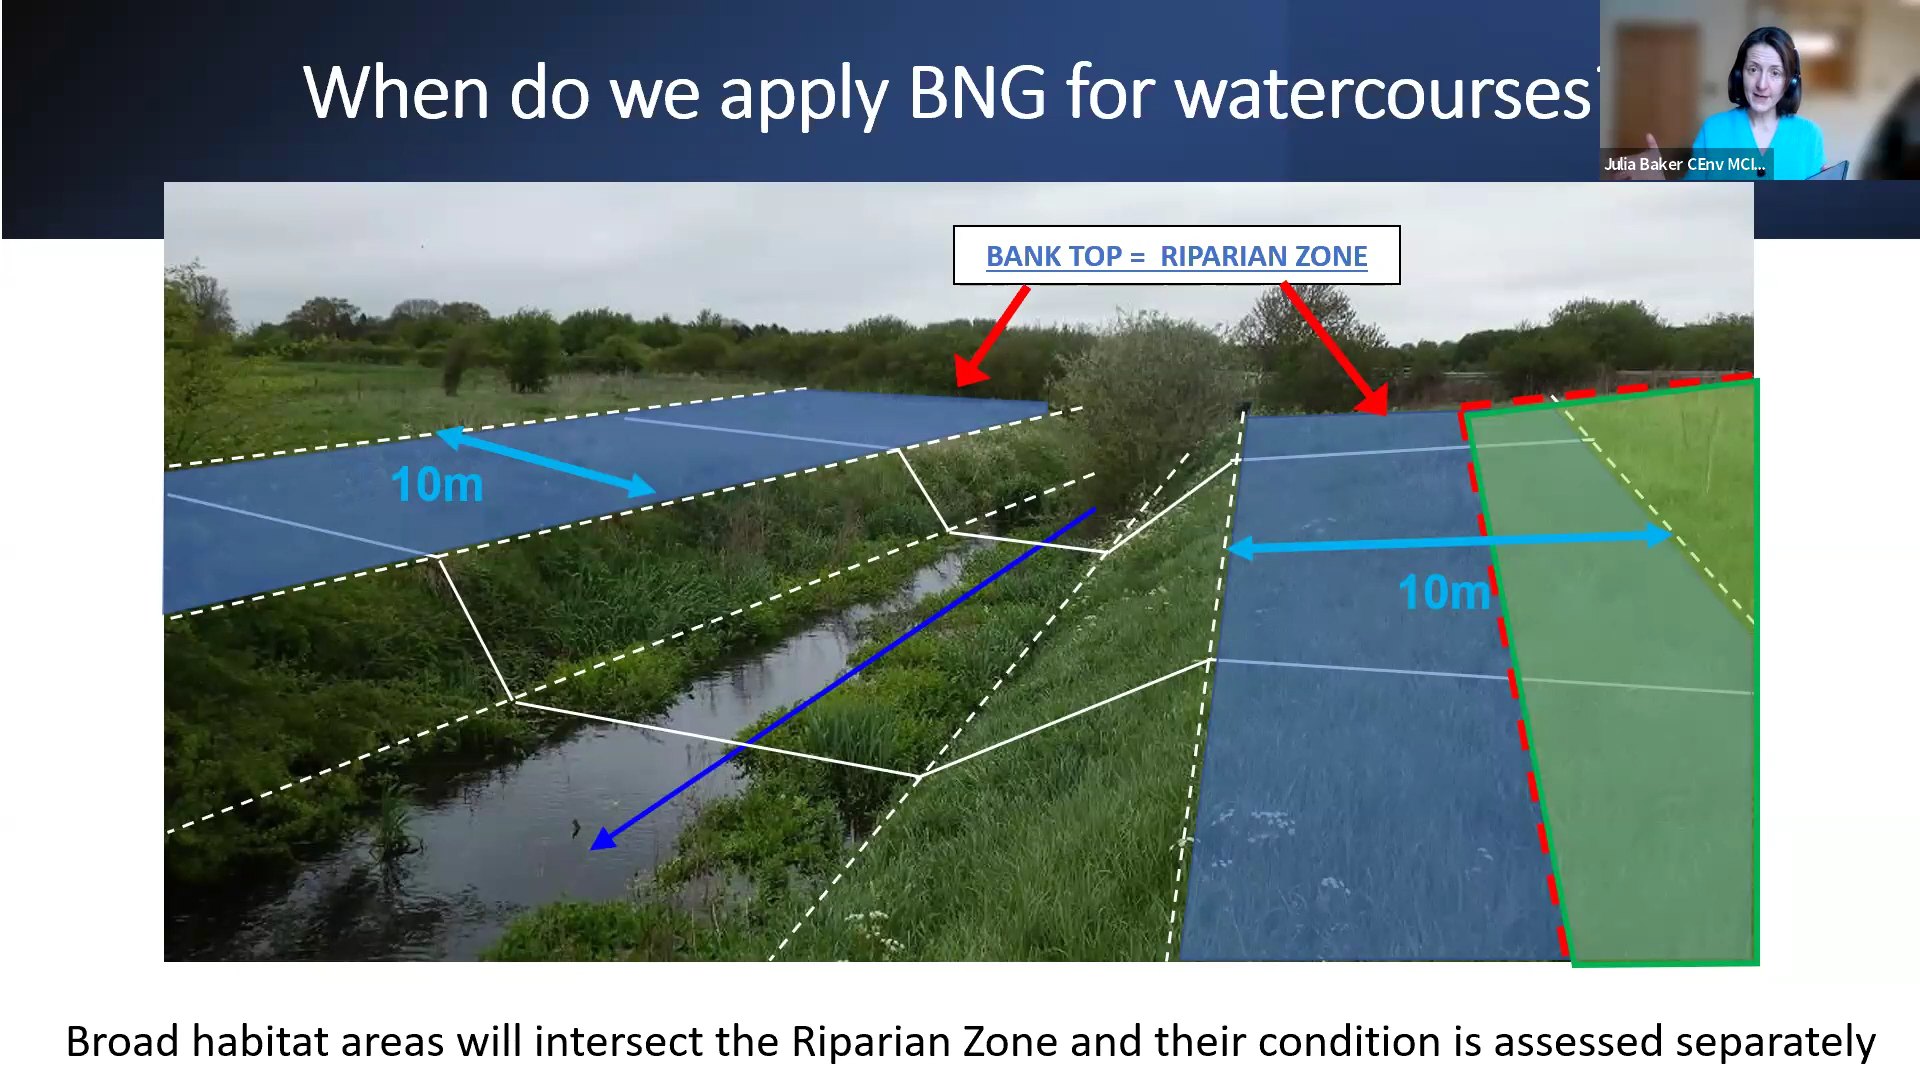 When do we apply BNG for watercourses
Julia Baker CEnv MCI...
BANK TOP = RIPARIAN ZONE
10m
10m
Broad habitat areas will intersect the Riparian Zone and their condition is assessed separately